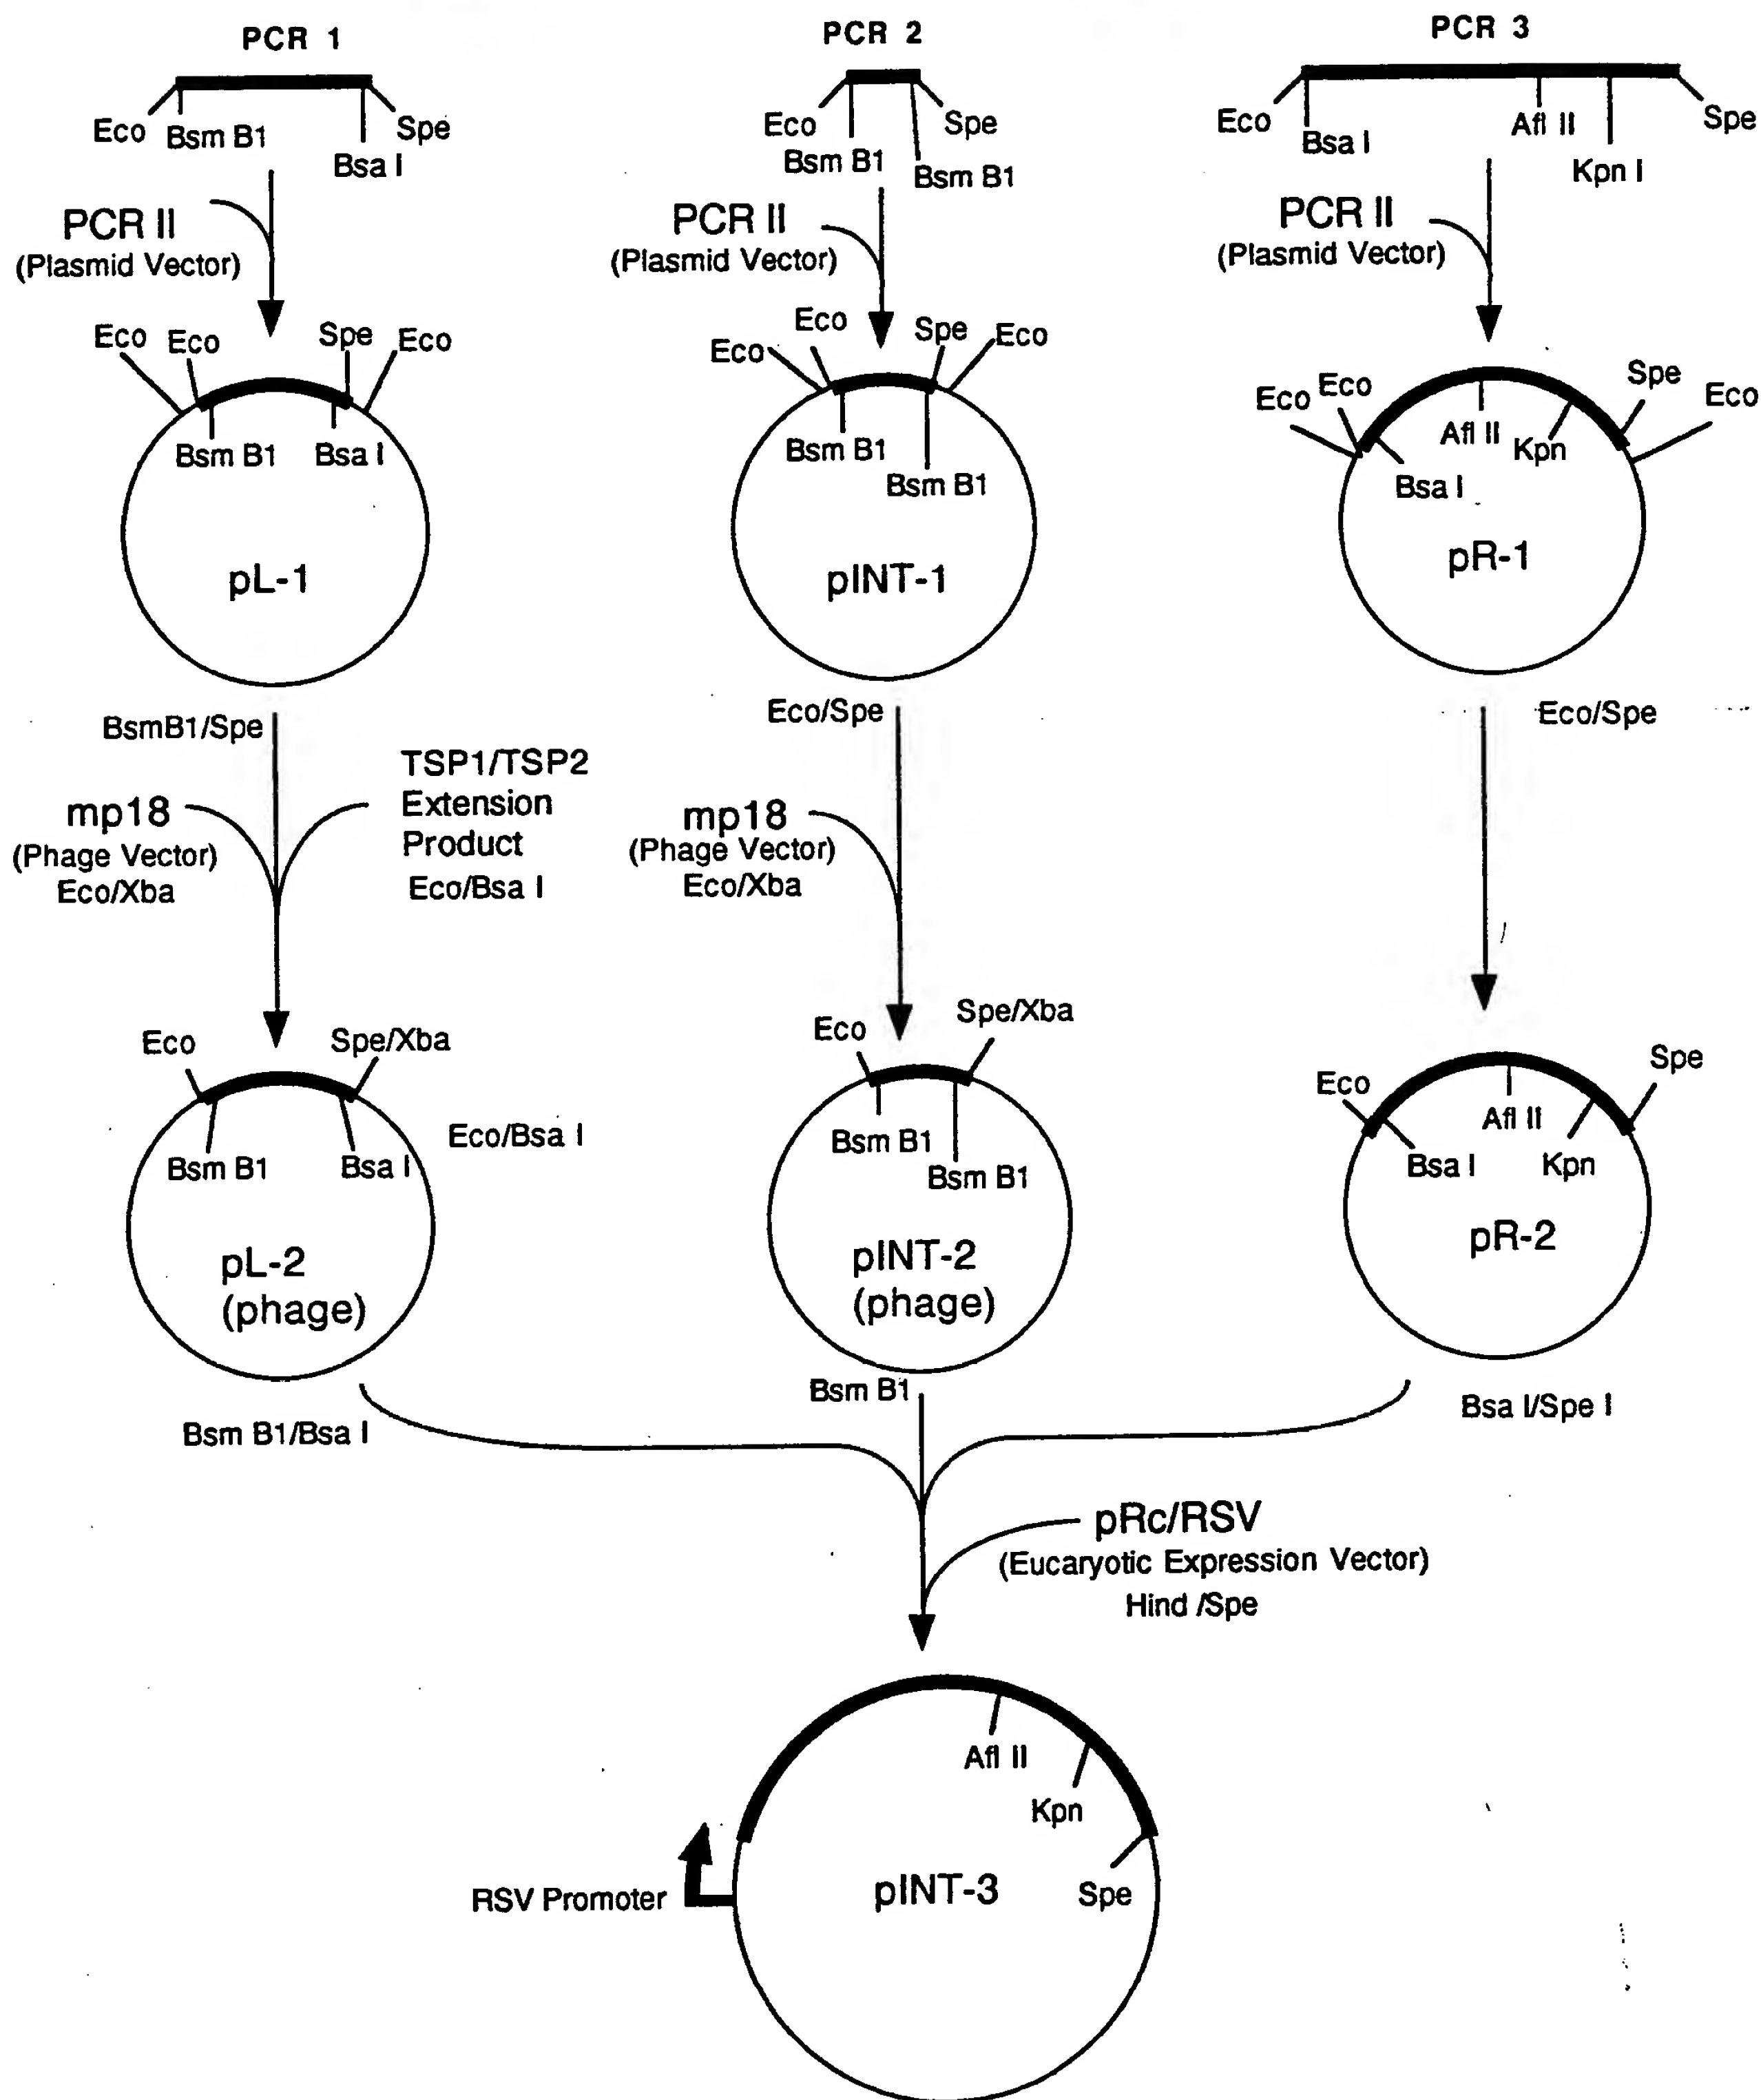 PCR 1
Eco
Bsm B1
Bsa I
Spe
PCR II
(Plasmid Vector)
Eco
Eco
Spe
Eco
Bsm B1
Bsa I
pL-1
BsmB1/Spe
mp18
(Phage Vector)
Eco/Xba
TSP1/TSP2
Extension
Product
Eco/Bsa I
Eco
Spe/Xba
Bsm B1
Bsa I
Eco/Bsa I
pL-2
(phage)
Bsm B1/Bsa I
PCR 2
Eco
Bsm B1
Spe
Bsm B1
PCR II
(Plasmid Vector)
Eco
Eco
Spe
Eco
Bsm B1
Bsm B1
pINT-1
Eco/Spe
mp18
(Phage Vector)
Eco/Xba
Eco
Spe/Xba
Bsm B1
Bsm B1
pINT-2
(phage)
Bsm B1
PCR 3
Eco
Bsa I
Afl II
Kpn I
Spe
PCR II
(Plasmid Vector)
Eco
Eco
Spe
Eco
Afl II
Kpn
Bsa I
pR-1
Eco/Spe
Eco
Spe
Afl II
Bsa I
Kpn
pR-2
Bsa I/Spe I
pRc/RSV
(Eucaryotic Expression Vector)
Hind /Spe
Afl II
Kpn
Spe
RSV Promoter
pINT-3